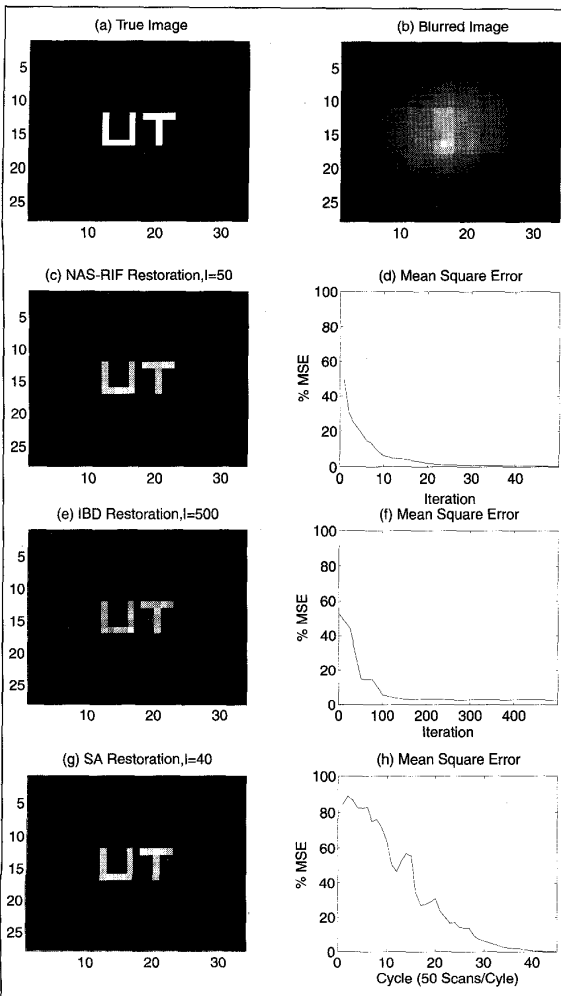 (a) True Image
5
10
15
20
25
UT
10 20 30
(b) Blurred Image
5
10
15
20
25
10 20 30
(c) NAS-RIF Restoration,I=50
5
10
15
20
25
UT
10 20 30
(d) Mean Square Error
% MSE
100
80
60
40
20
0
0 10 20 30 40
Iteration
(e) IBD Restoration,I=500
5
10
15
20
25
UT
10 20 30
(f) Mean Square Error
% MSE
100
80
60
40
20
0
0 100 200 300 400
Iteration
(g) SA Restoration,I=40
5
10
15
20
25
UT
10 20 30
(h) Mean Square Error
% MSE
100
80
60
40
20
0
0 10 20 30 40
Cycle (50 Scans/Cyle)